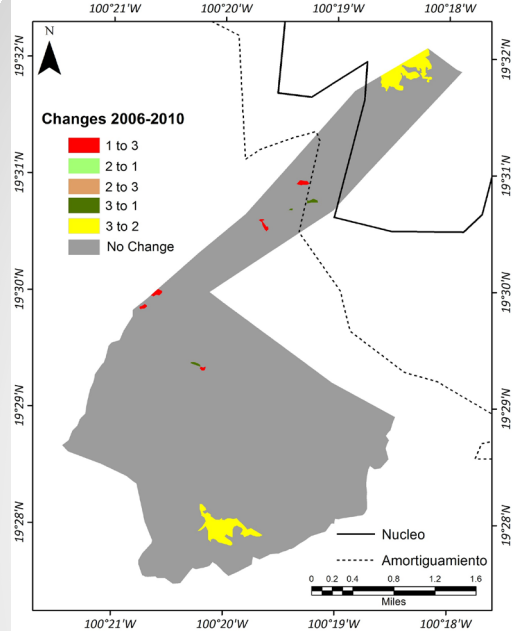 100°21'W 100°20'W 100°19'W 100°18'W
N
19°32'N 19°32'N
Changes 2006-2010
1 to 3
2 to 1
2 to 3
3 to 1
3 to 2
No Change
19°31'N 19°31'N
19°30'N 19°30'N
19°29'N 19°29'N
19°28'N 19°28'N
Nucleo
Amortiguamiento
0 0.2 0.4 0.8 1.2 1.6
Miles
100°21'W 100°20'W 100°19'W 100°18'W